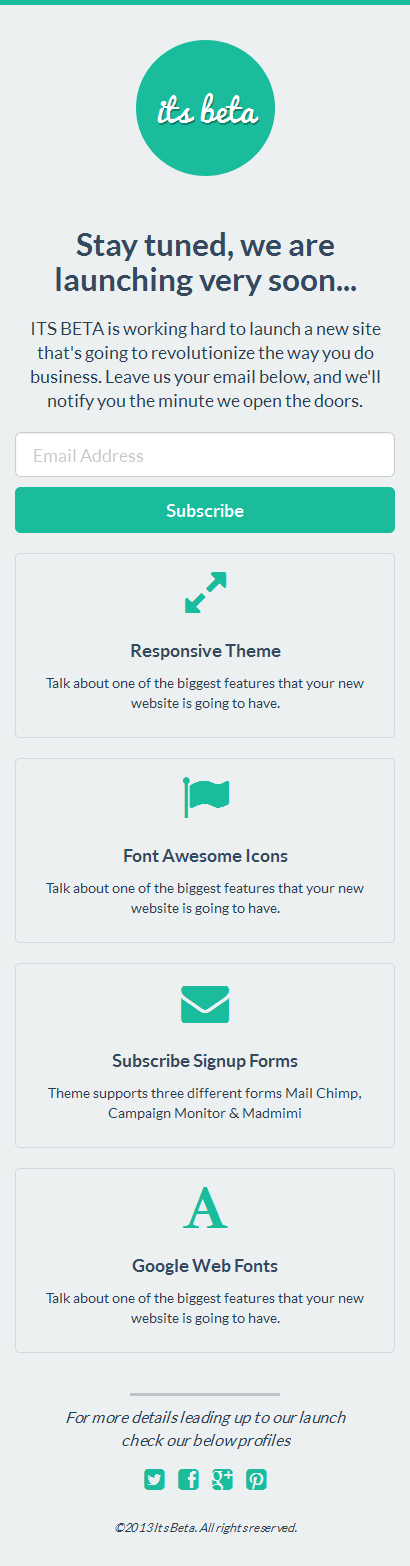 its beta
Stay tuned, we are
launching very soon...
ITS BETA is working hard to launch a new site
that's going to revolutionize the way you do
business. Leave us your email below, and we'll
notify you the minute we open the doors.
Email Address
Subscribe
Responsive Theme
Talk about one of the biggest features that your new
website is going to have.
Font Awesome Icons
Talk about one of the biggest features that your new
website is going to have.
Subscribe Signup Forms
Theme supports three different forms Mail Chimp,
Campaign Monitor & Madmimi
A
Google Web Fonts
Talk about one of the biggest features that your new
website is going to have.
For more details leading up to our launch
check our below profiles
©2013 Its Beta. All rights reserved.